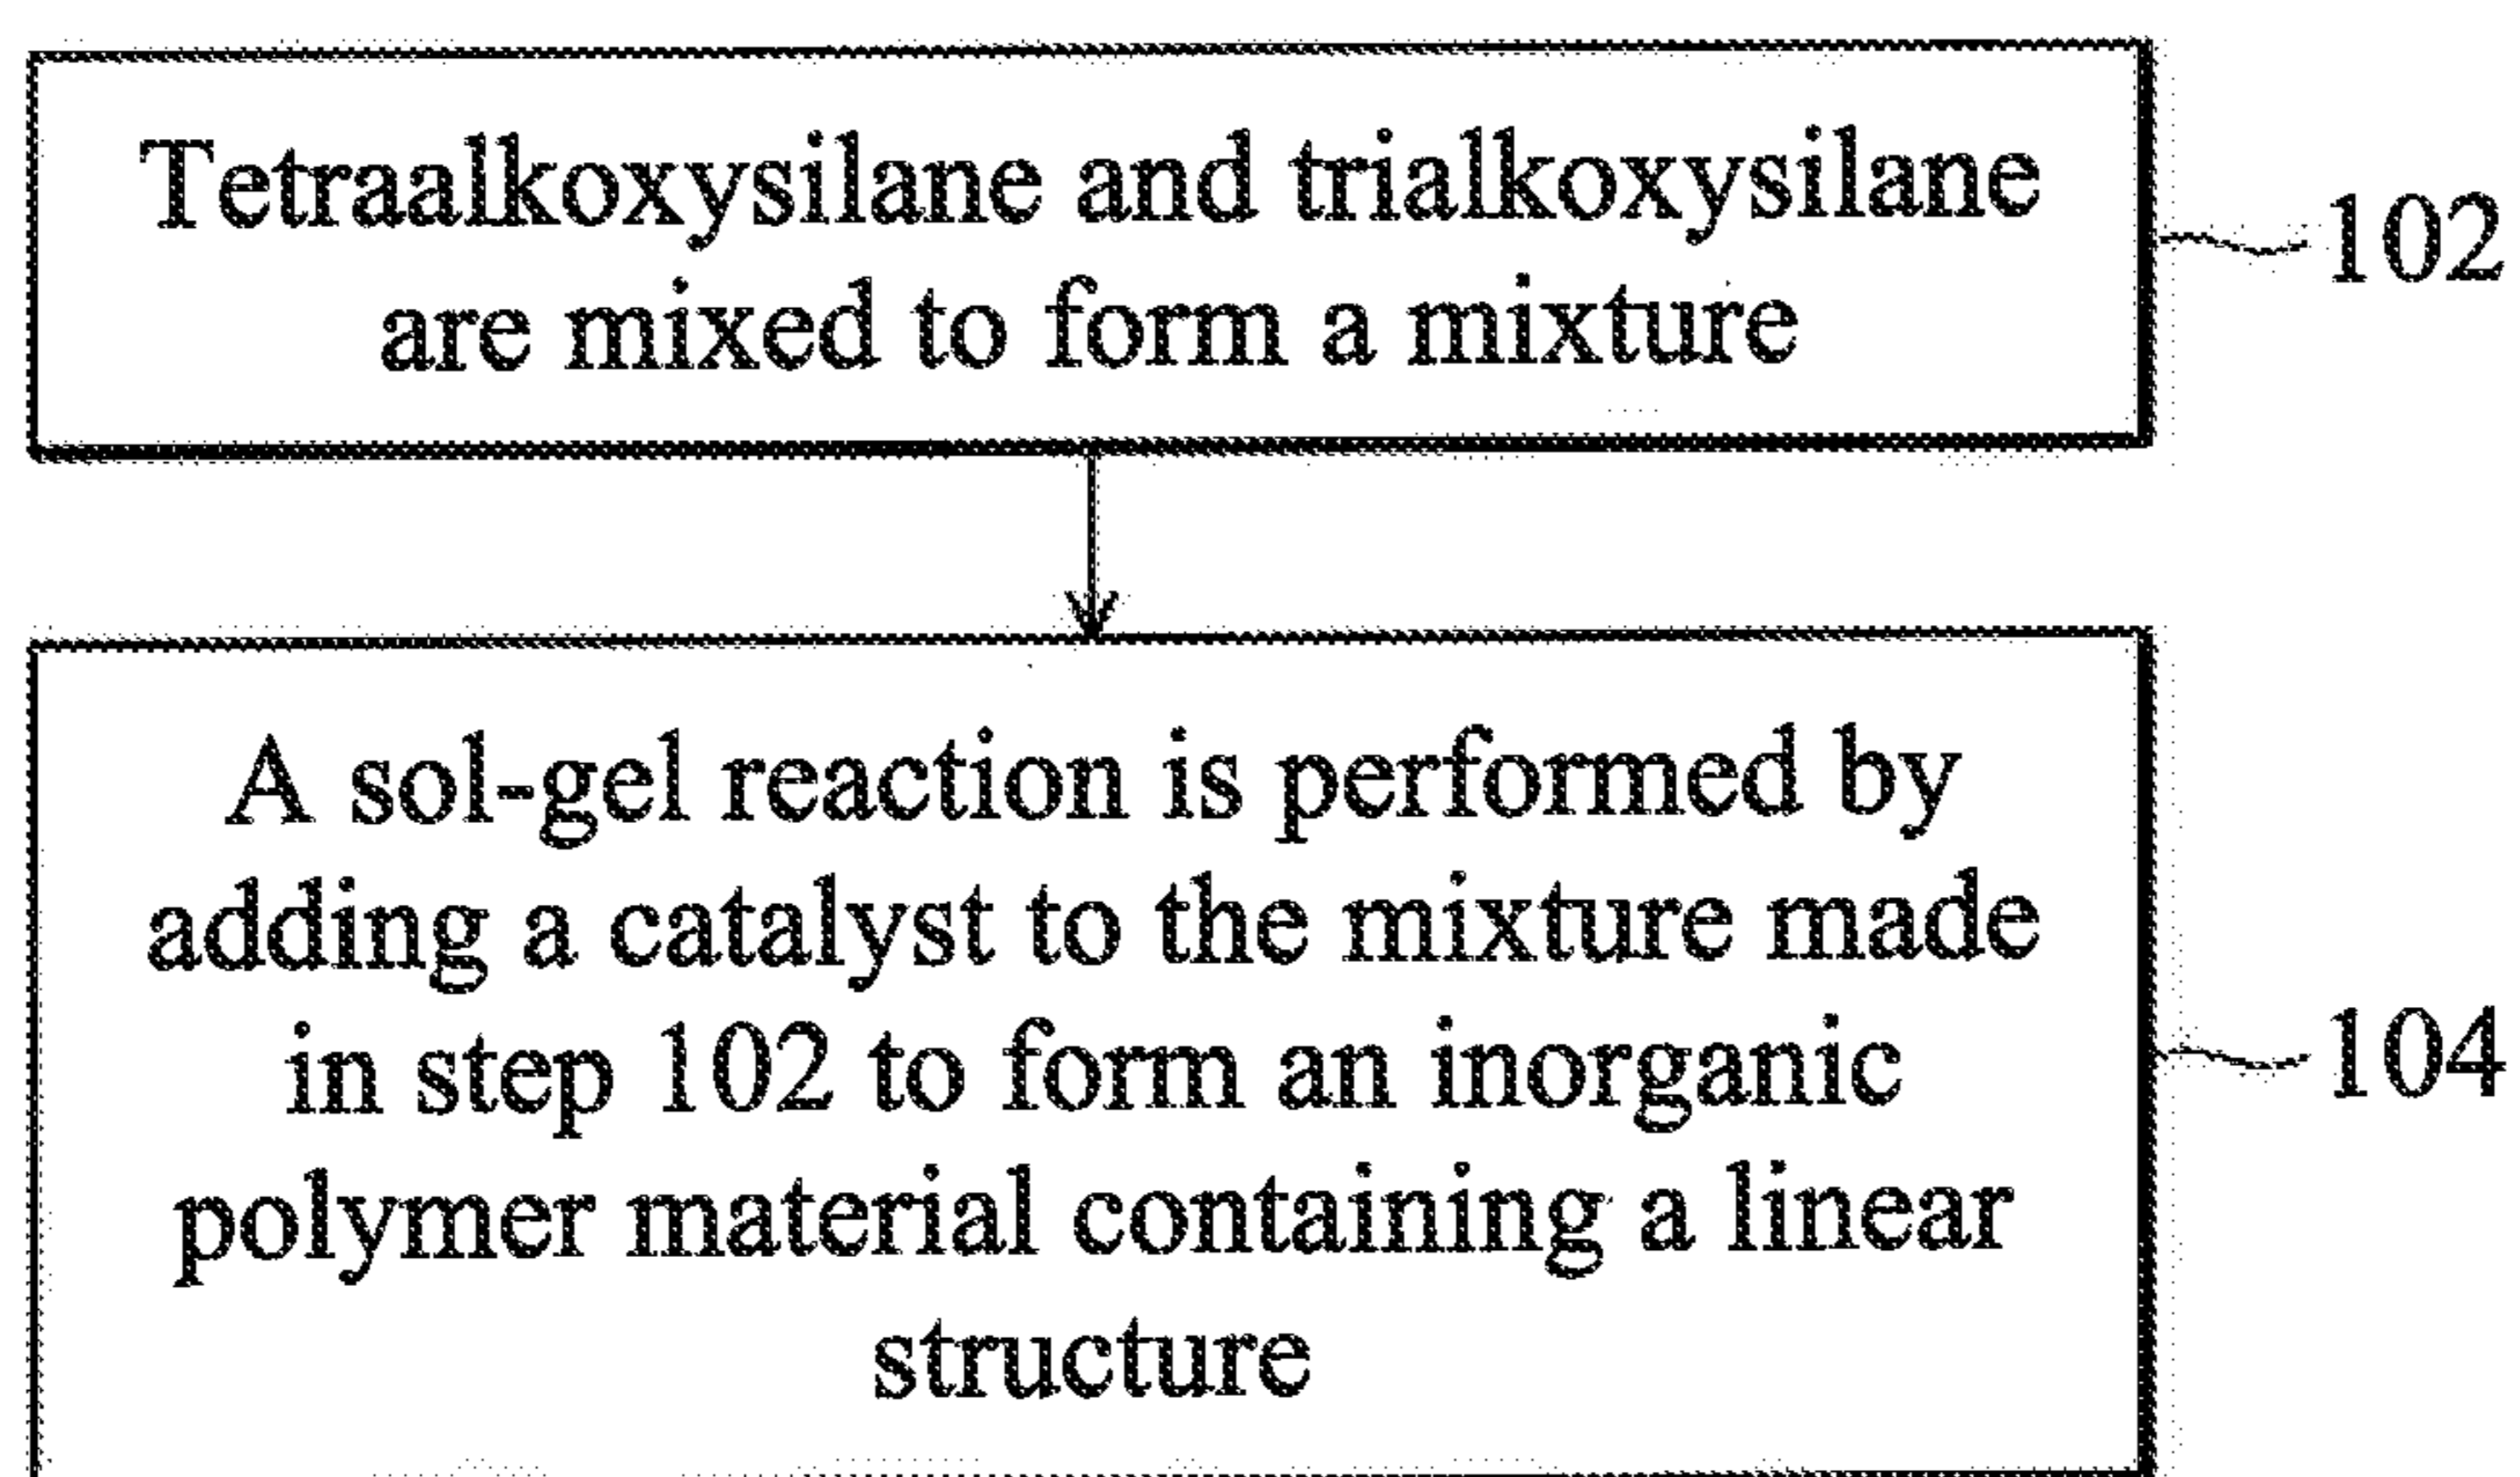 Tetraalkoxysilane and trialkoxysilane
are mixed to form a mixture
102
A sol-gel reaction is performed by
adding a catalyst to the mixture made
in step 102 to form an inorganic
polymer material containing a linear
structure
104